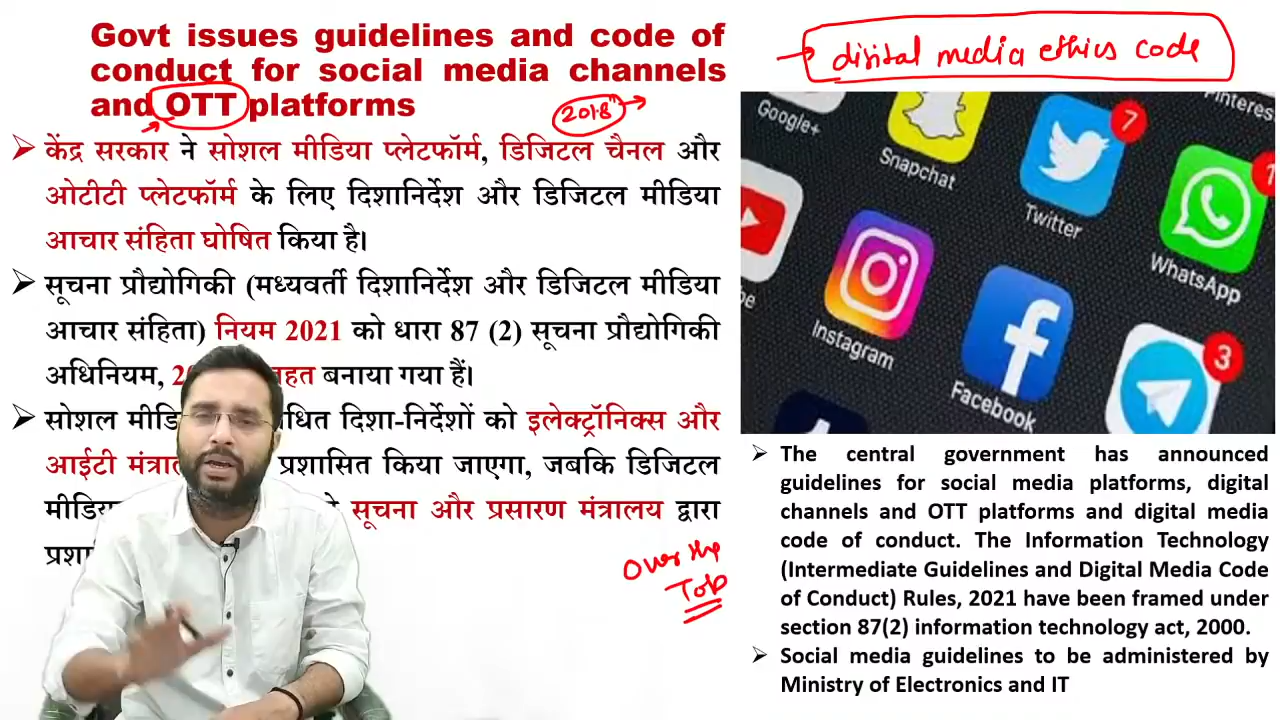 Govt issues guidelines and code of
conduct for social media channels
and OTT platforms
2018
केंद्र सरकार ने सोशल मीडिया प्लेटफॉर्म, डिजिटल चैनल और
ओटीटी प्लेटफॉर्म के लिए दिशानिर्देश और डिजिटल मीडिया
आचार संहिता घोषित किया है।
सूचना प्रौद्योगिकी (मध्यवर्ती दिशानिर्देश और डिजिटल मीडिया
आचार संहिता) नियम 2021 को धारा 87 (2) सूचना प्रौद्योगिकी
अधिनियम, बनाया गया हैं।
सोशल दिशा-निर्देशों को इलेक्ट्रॉनिक्स और
आईटी प्रशासित किया जाएगा, जबकि डिजिटल
सूचना और प्रसारण मंत्रालय द्वारा
Over the
Top
digital media ethics code
Google+
Snapchat
7
Twitter
WhatsApp
Instagram
Facebook
3
The central government has announced
guidelines for social media platforms, digital
channels and OTT platforms and digital media
code of conduct. The Information Technology
(Intermediate Guidelines and Digital Media Code
of Conduct) Rules, 2021 have been framed under
section 87(2) information technology act, 2000.
Social media guidelines to be administered by
Ministry of Electronics and IT